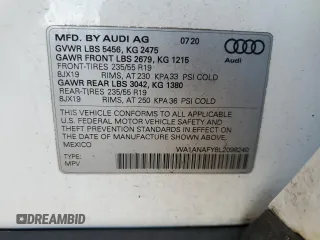 MFD. BY AUDI AG 07/20
GVWR LBS 5456, KG 2475
GAWR FRONT LBS 2679, KG 1215
FRONT-TIRES 235/55 R19
8JX19 RIMS, AT 230 KPA 33 PSI COLD
GAWR REAR LBS 3042, KG 1380
REAR-TIRES 235/55 R19
8JX19 RIMS, AT 250 KPA 36 PSI COLD
Audi
THIS VEHICLE CONFORMS TO ALL APPLICABLE
U.S. FEDERAL MOTOR VEHICLE SAFETY AND
THEFT PREVENTION STANDARDS IN EFFECT ON THE
DATE OF MANUFACTURE SHOWN ABOVE.
MEXICO
TYPE:
MPV
© AUTOBIDMASTER